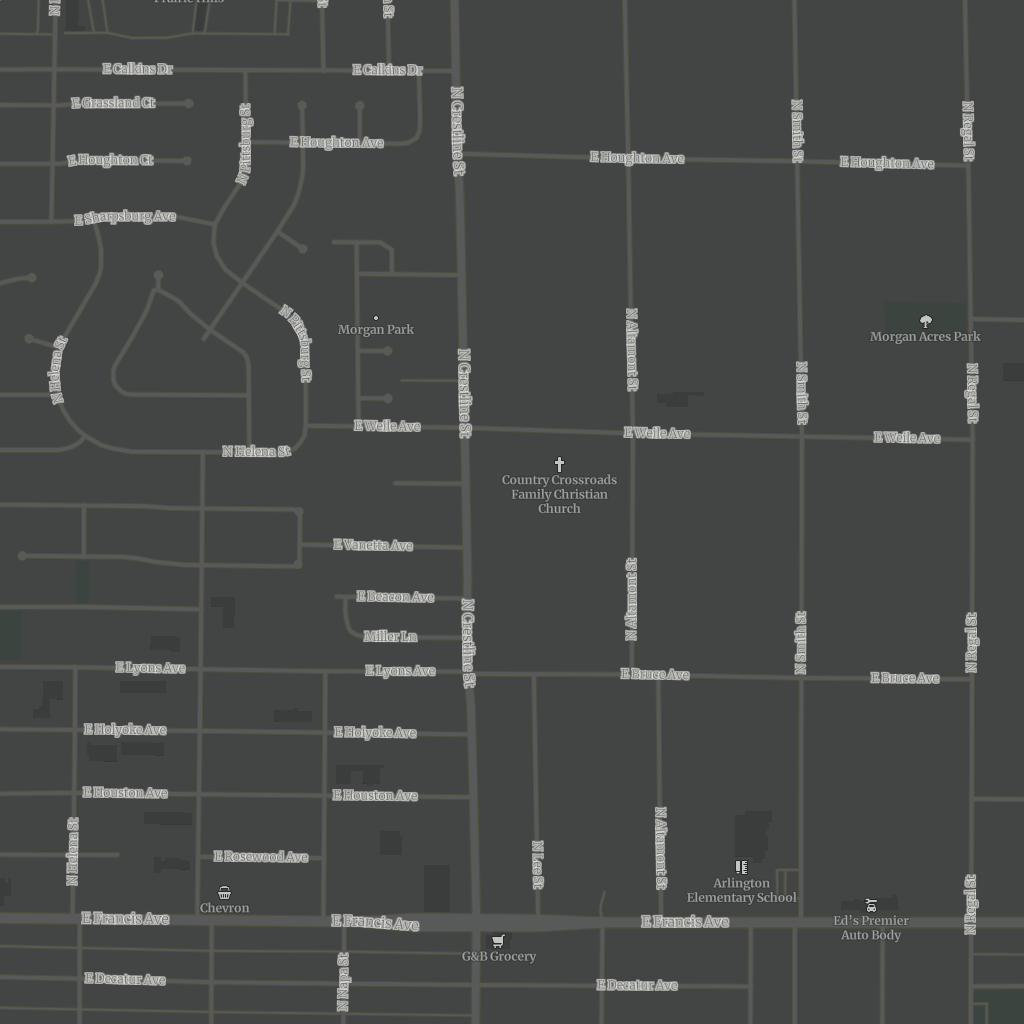 Prairie Hills
E Calkins Dr
E Calkins Dr
E Grassland Ct
N Crestline St
N Smith St
N Regal St
N Pittsburg St
E Houghton Ave
E Houghton Ct
E Houghton Ave
E Houghton Ave
E Sharpsburg Ave
N Pittsburg St
Morgan Park
N Altamont St
Morgan Acres Park
N Helena St
N Crestline St
N Smith St
N Regal St
E Weile Ave
E Weile Ave
E Weile Ave
N Helena St
Country Crossroads
Family Christian
Church
E Vanetta Ave
N Altamont St
E Beacon Ave
N Crestline St
Miller Ln
N Smith St
N Regal St
E Lyons Ave
E Lyons Ave
E Bruce Ave
E Bruce Ave
E Holyoke Ave
E Holyoke Ave
E Houston Ave
E Houston Ave
N Helena St
E Rosewood Ave
N Lee St
N Altamont St
Arlington
Elementary School
N Regal St
Chevron
E Francis Ave
E Francis Ave
E Francis Ave
Ed's Premier
Auto Body
G&B Grocery
E Decatur Ave
N Napa St
E Decatur Ave